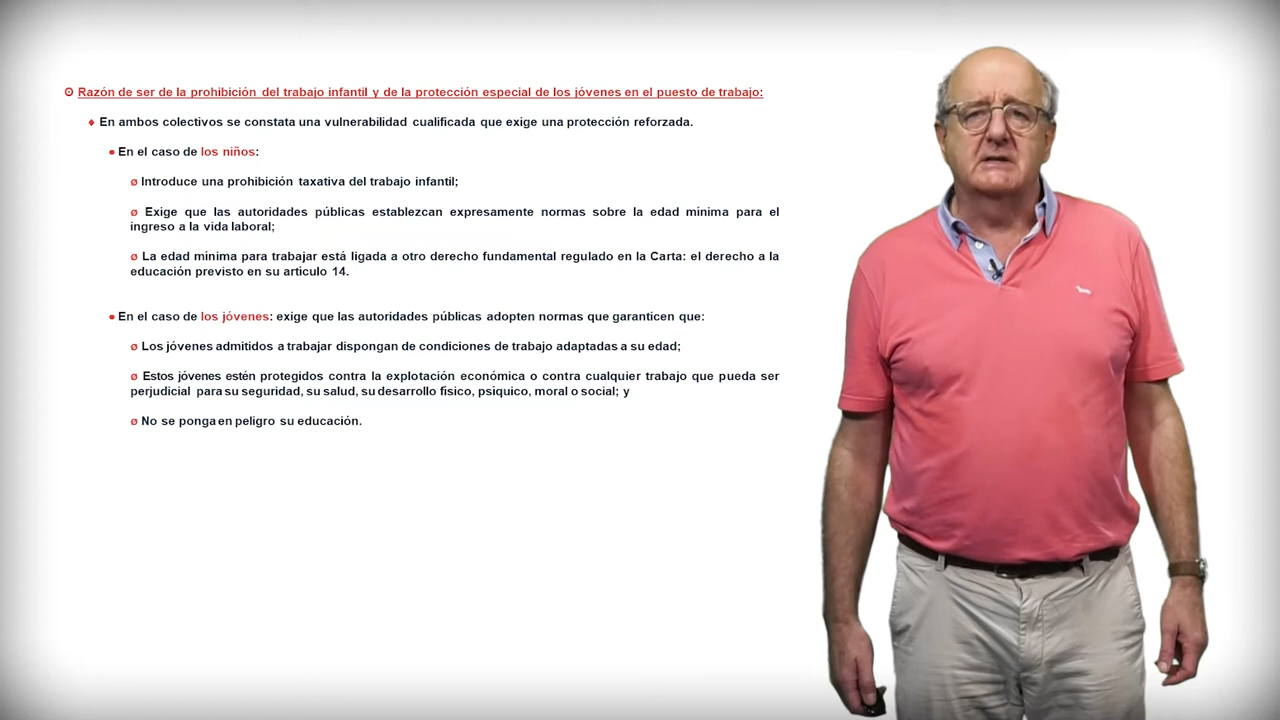 Razón de ser de la prohibición del trabajo infantil y de la protección especial de los jóvenes en el puesto de trabajo:
En ambos colectivos se constata una vulnerabilidad cualificada que exige una protección reforzada.
En el caso de los niños:
ø Introduce una prohibición taxativa del trabajo infantil;
ø Exige que las autoridades públicas establezcan expresamente normas sobre la edad mínima para el
ingreso a la vida laboral;
ø La edad mínima para trabajar está ligada a otro derecho fundamental regulado en la Carta: el derecho a la
educación previsto en su articulo 14.
En el caso de los jóvenes: exige que las autoridades públicas adopten normas que garanticen que:
ø Los jóvenes admitidos a trabajar dispongan de condiciones de trabajo adaptadas a su edad;
ø Estos jóvenes estén protegidos contra la explotación económica o contra cualquier trabajo que pueda ser
perjudicial para su seguridad, su salud, su desarrollo físico, psíquico, moral o social; y
ø No se ponga en peligro su educación.